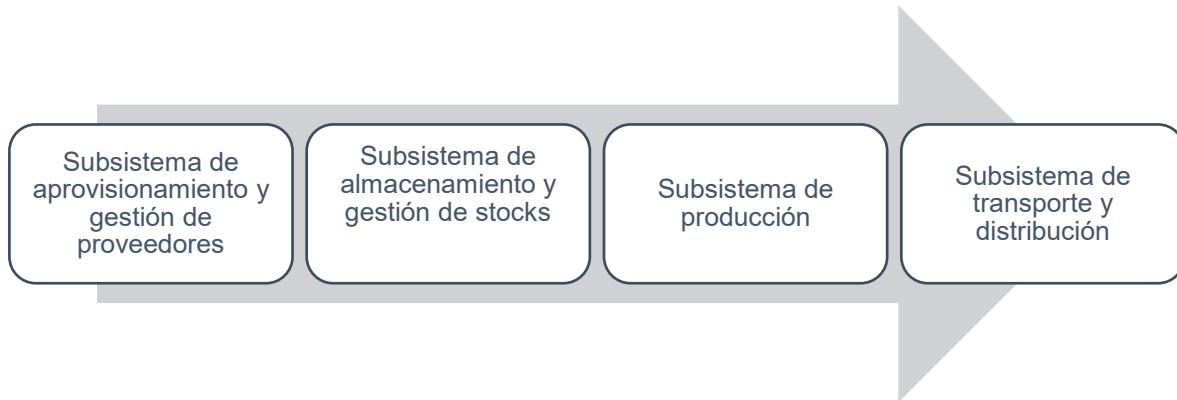 Subsistema de
aprovisionamiento y
gestión de
proveedores
Subsistema de
almacenamiento y
gestión de stocks
Subsistema de
producción
Subsistema de
transporte y
distribución